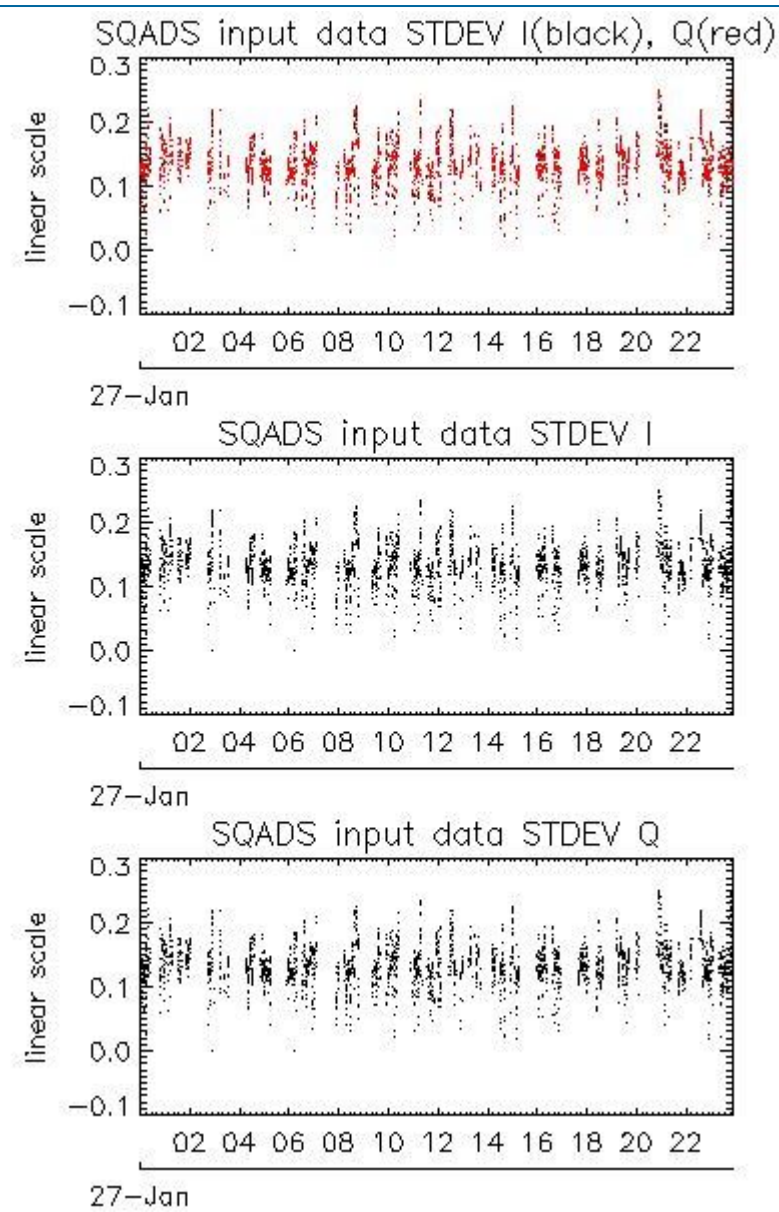 SQADS input data STDEV I(black), Q(red)
0.3
0.2
0.1
0.0
-0.1
linear scale
02 04 06 08 10 12 14 16 18 20 22
27-Jan
SQADS input data STDEV I
0.3
0.2
0.1
0.0
-0.1
linear scale
02 04 06 08 10 12 14 16 18 20 22
27-Jan
SQADS input data STDEV Q
0.3
0.2
0.1
0.0
-0.1
linear scale
02 04 06 08 10 12 14 16 18 20 22
27-Jan